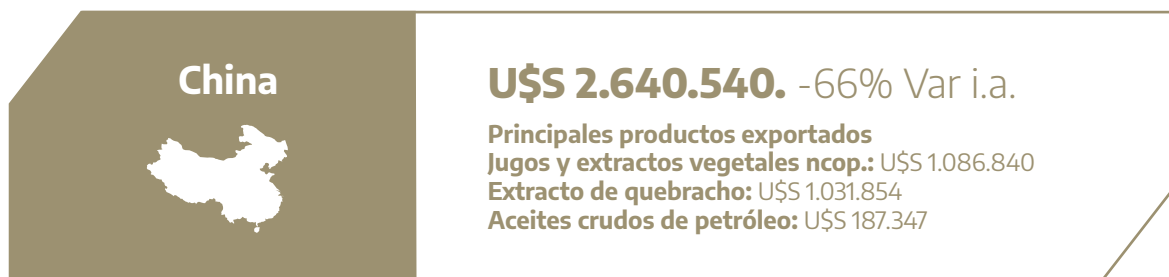 China
U$S 2.640.540. -66% Var i.a.
Principales productos exportados
Jugos y extractos vegetales ncop.: U$S 1.086.840
Extracto de quebracho: U$S 1.031.854
Aceites crudos de petróleo: U$S 187.347